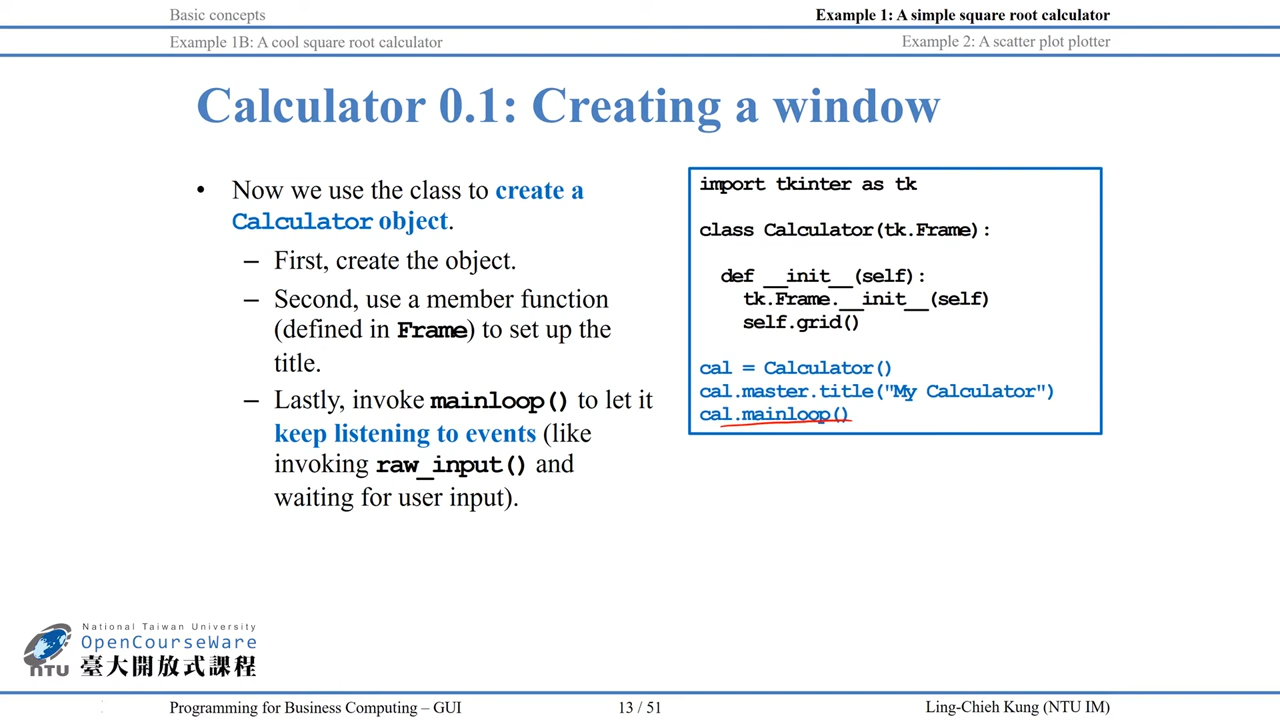 Basic concepts
Example 1: A simple square root calculator
Example 1B: A cool square root calculator
Example 2: A scatter plot plotter
Calculator 0.1: Creating a window
• Now we use the class to create a
Calculator object.
– First, create the object.
– Second, use a member function
(defined in Frame) to set up the
title.
– Lastly, invoke mainloop() to let it
keep listening to events (like
invoking raw_input() and
waiting for user input).
import tkinter as tk
class Calculator(tk.Frame):
def __init__(self):
tk.Frame.__init__(self)
self.grid()
cal = Calculator()
cal.master.title("My Calculator")
cal.mainloop()
National Taiwan University
OpenCourseWare
NTU 臺大開放式課程
Programming for Business Computing – GUI
13 / 51
Ling-Chieh Kung (NTU IM)